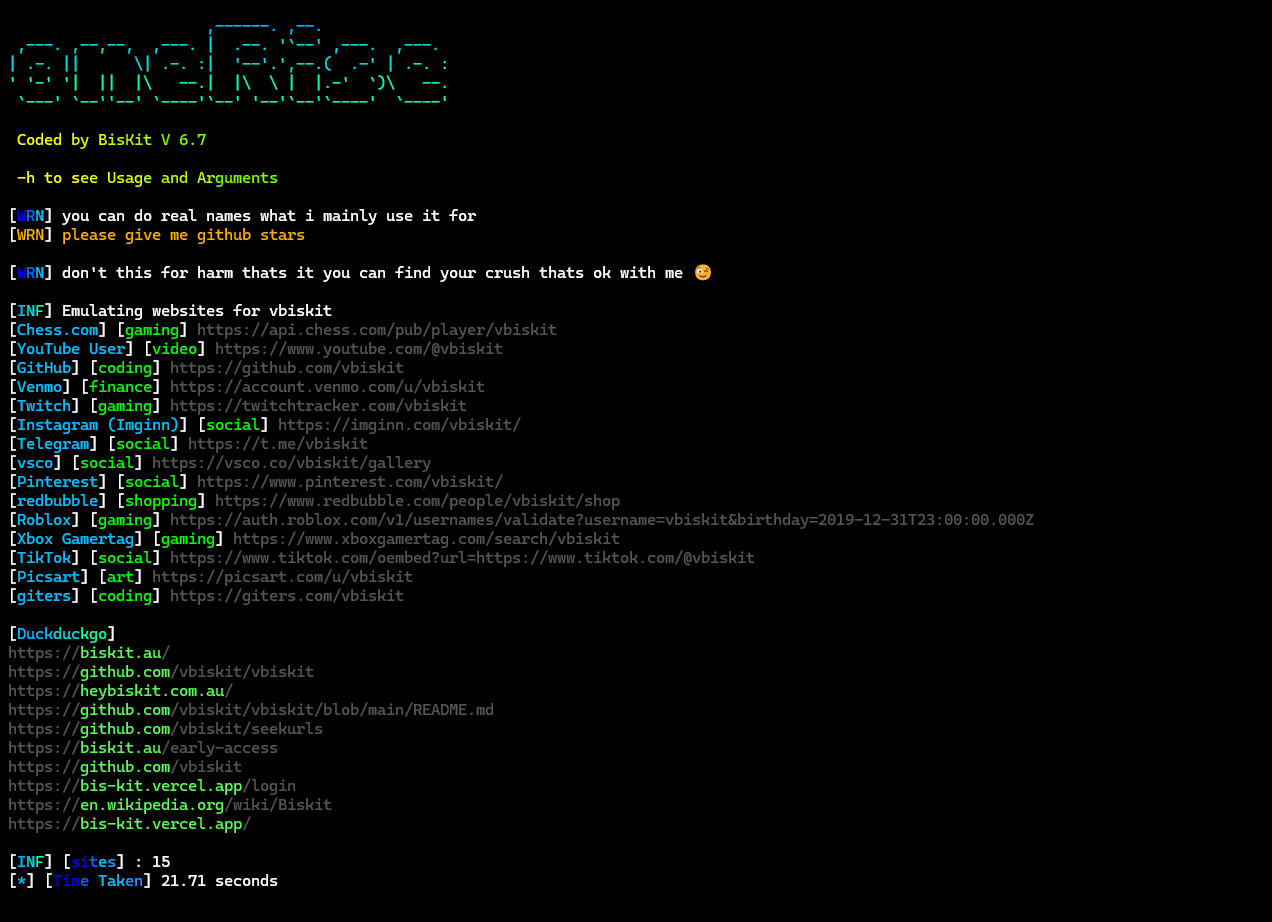 oneRise
Coded by BisKit V 6.7
-h to see Usage and Arguments
[WRN] you can do real names what i mainly use it for
[WRN] please give me github stars
[WRN] don't this for harm thats it you can find your crush thats ok with me 😉
[INF] Emulating websites for vbiskit
[Chess.com] [gaming] https://api.chess.com/pub/player/vbiskit
[YouTube User] [video] https://www.youtube.com/@vbiskit
[GitHub] [coding] https://github.com/vbiskit
[Venmo] [finance] https://account.venmo.com/u/vbiskit
[Twitch] [gaming] https://twitchtracker.com/vbiskit
[Instagram (Imginn)] [social] https://imginn.com/vbiskit/
[Telegram] [social] https://t.me/vbiskit
[vsco] [social] https://vsco.co/vbiskit/gallery
[Pinterest] [social] https://www.pinterest.com/vbiskit/
[redbubble] [shopping] https://www.redbubble.com/people/vbiskit/shop
[Roblox] [gaming] https://auth.roblox.com/v1/usernames/validate?username=vbiskit&birthday=2019-12-31T23:00:00.000Z
[Xbox Gamertag] [gaming] https://www.xboxgamertag.com/search/vbiskit
[TikTok] [social] https://www.tiktok.com/oembed?url=https://www.tiktok.com/@vbiskit
[Picsart] [art] https://picsart.com/u/vbiskit
[giters] [coding] https://giters.com/vbiskit
[Duckduckgo]
https://biskit.au/
https://github.com/vbiskit/vbiskit
https://heybiskit.com.au/
https://github.com/vbiskit/vbiskit/blob/main/README.md
https://github.com/vbiskit/seekurls
https://biskit.au/early-access
https://github.com/vbiskit
https://bis-kit.vercel.app/login
https://en.wikipedia.org/wiki/Biskit
https://bis-kit.vercel.app/
[INF] [sites] : 15
[*] [Time Taken] 21.71 seconds